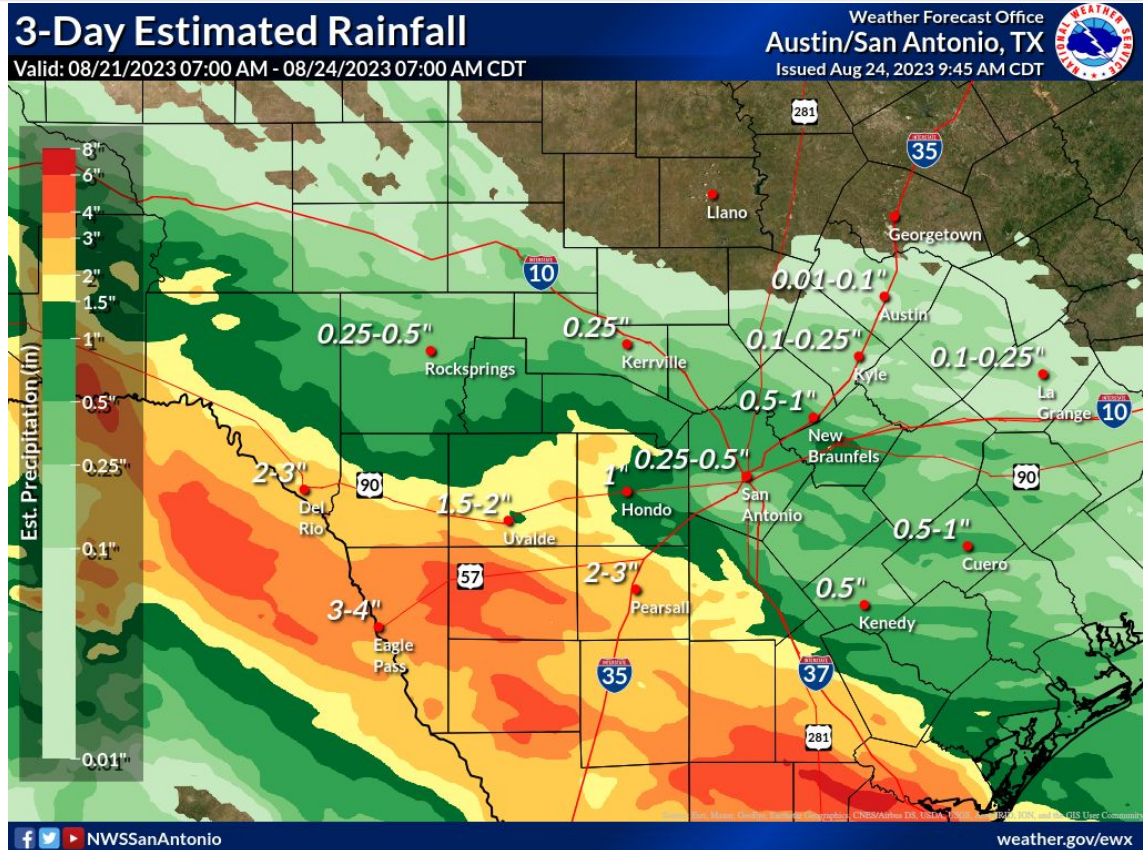 3-Day Estimated Rainfall
Valid: 08/21/2023 07:00 AM - 08/24/2023 07:00 AM CDT
Weather Forecast Office
Austin/San Antonio, TX
Issued Aug 24, 2023 9:45 AM CDT
NATIONAL WEATHER SERVICE
Est. Precipitation (in)
8"
6"
4"
3"
2"
1.5"
1"
0.5"
0.25"
0.1"
0.01"
281
INTERSTATE
35
Llano
Georgetown
INTERSTATE
10
0.01-0.1"
Austin
0.25-0.5"
Rocksprings
0.25"
Kerrville
0.1-0.25"
Kyle
0.1-0.25"
La
Grange
INTERSTATE
10
0.5-1"
New
Braunfels
2-3"
Del
Rio
90
1.5-2"
Uvalde
1"
Hondo
0.25-0.5"
San
Antonio
90
0.5-1"
Cuero
57
2-3"
Pearsall
0.5"
Kenedy
3-4"
Eagle
Pass
INTERSTATE
35
INTERSTATE
37
281
NWSSanAntonio
weather.gov/ewx